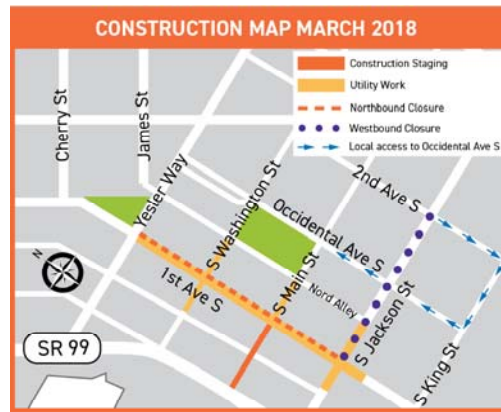 CONSTRUCTION MAP MARCH 2018
Construction Staging
Utility Work
Northbound Closure
Westbound Closure
Local access to Occidental Ave S
Cherry St
James St
Yesler Way
S Washington St
2nd Ave S
Occidental Ave S
1st Ave S
S Main St
Nord Alley
S Jackson St
S King St
N
SR 99